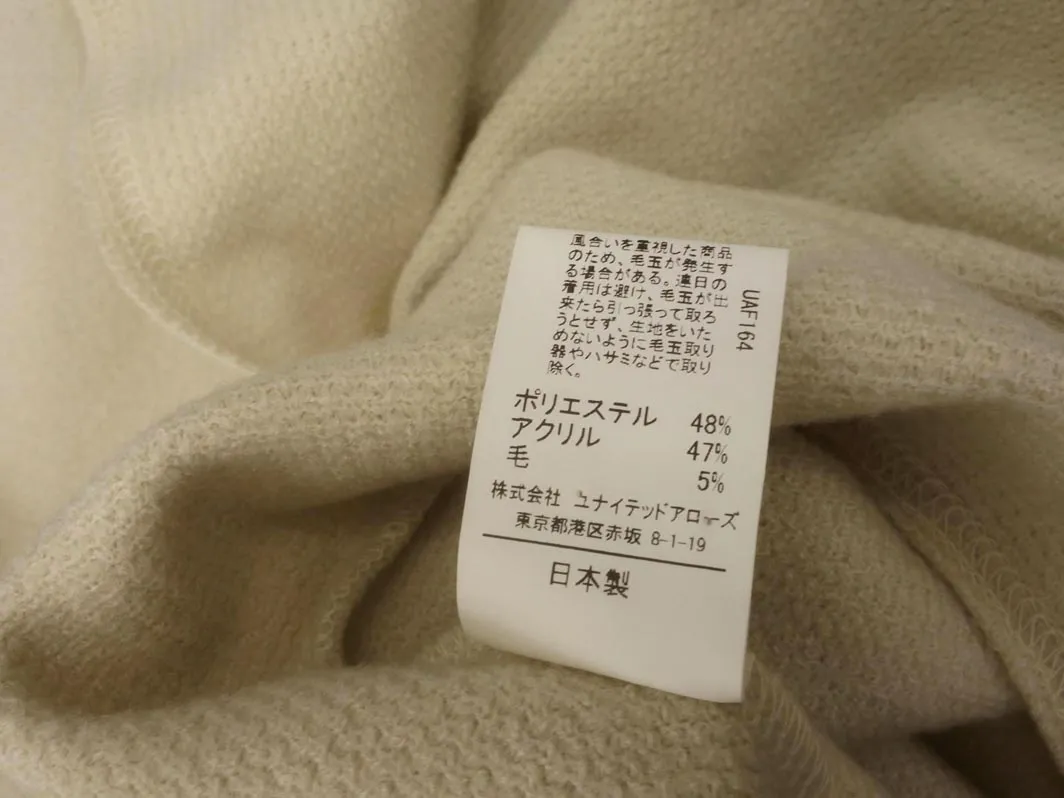 風合いを重視した商品
のため、毛玉が発生す
る場合がある。連日の
着用は避け、毛玉が出
来たら引っ張って取ろ
うとせず、生地をいた
めないように毛玉取り
器やハサミなどで取り
除く。
UAF164
ポリエステル 48%
アクリル 47%
毛 5%
株式会社 ユナイテッドアローズ
東京都港区赤坂 8-1-19
日本製